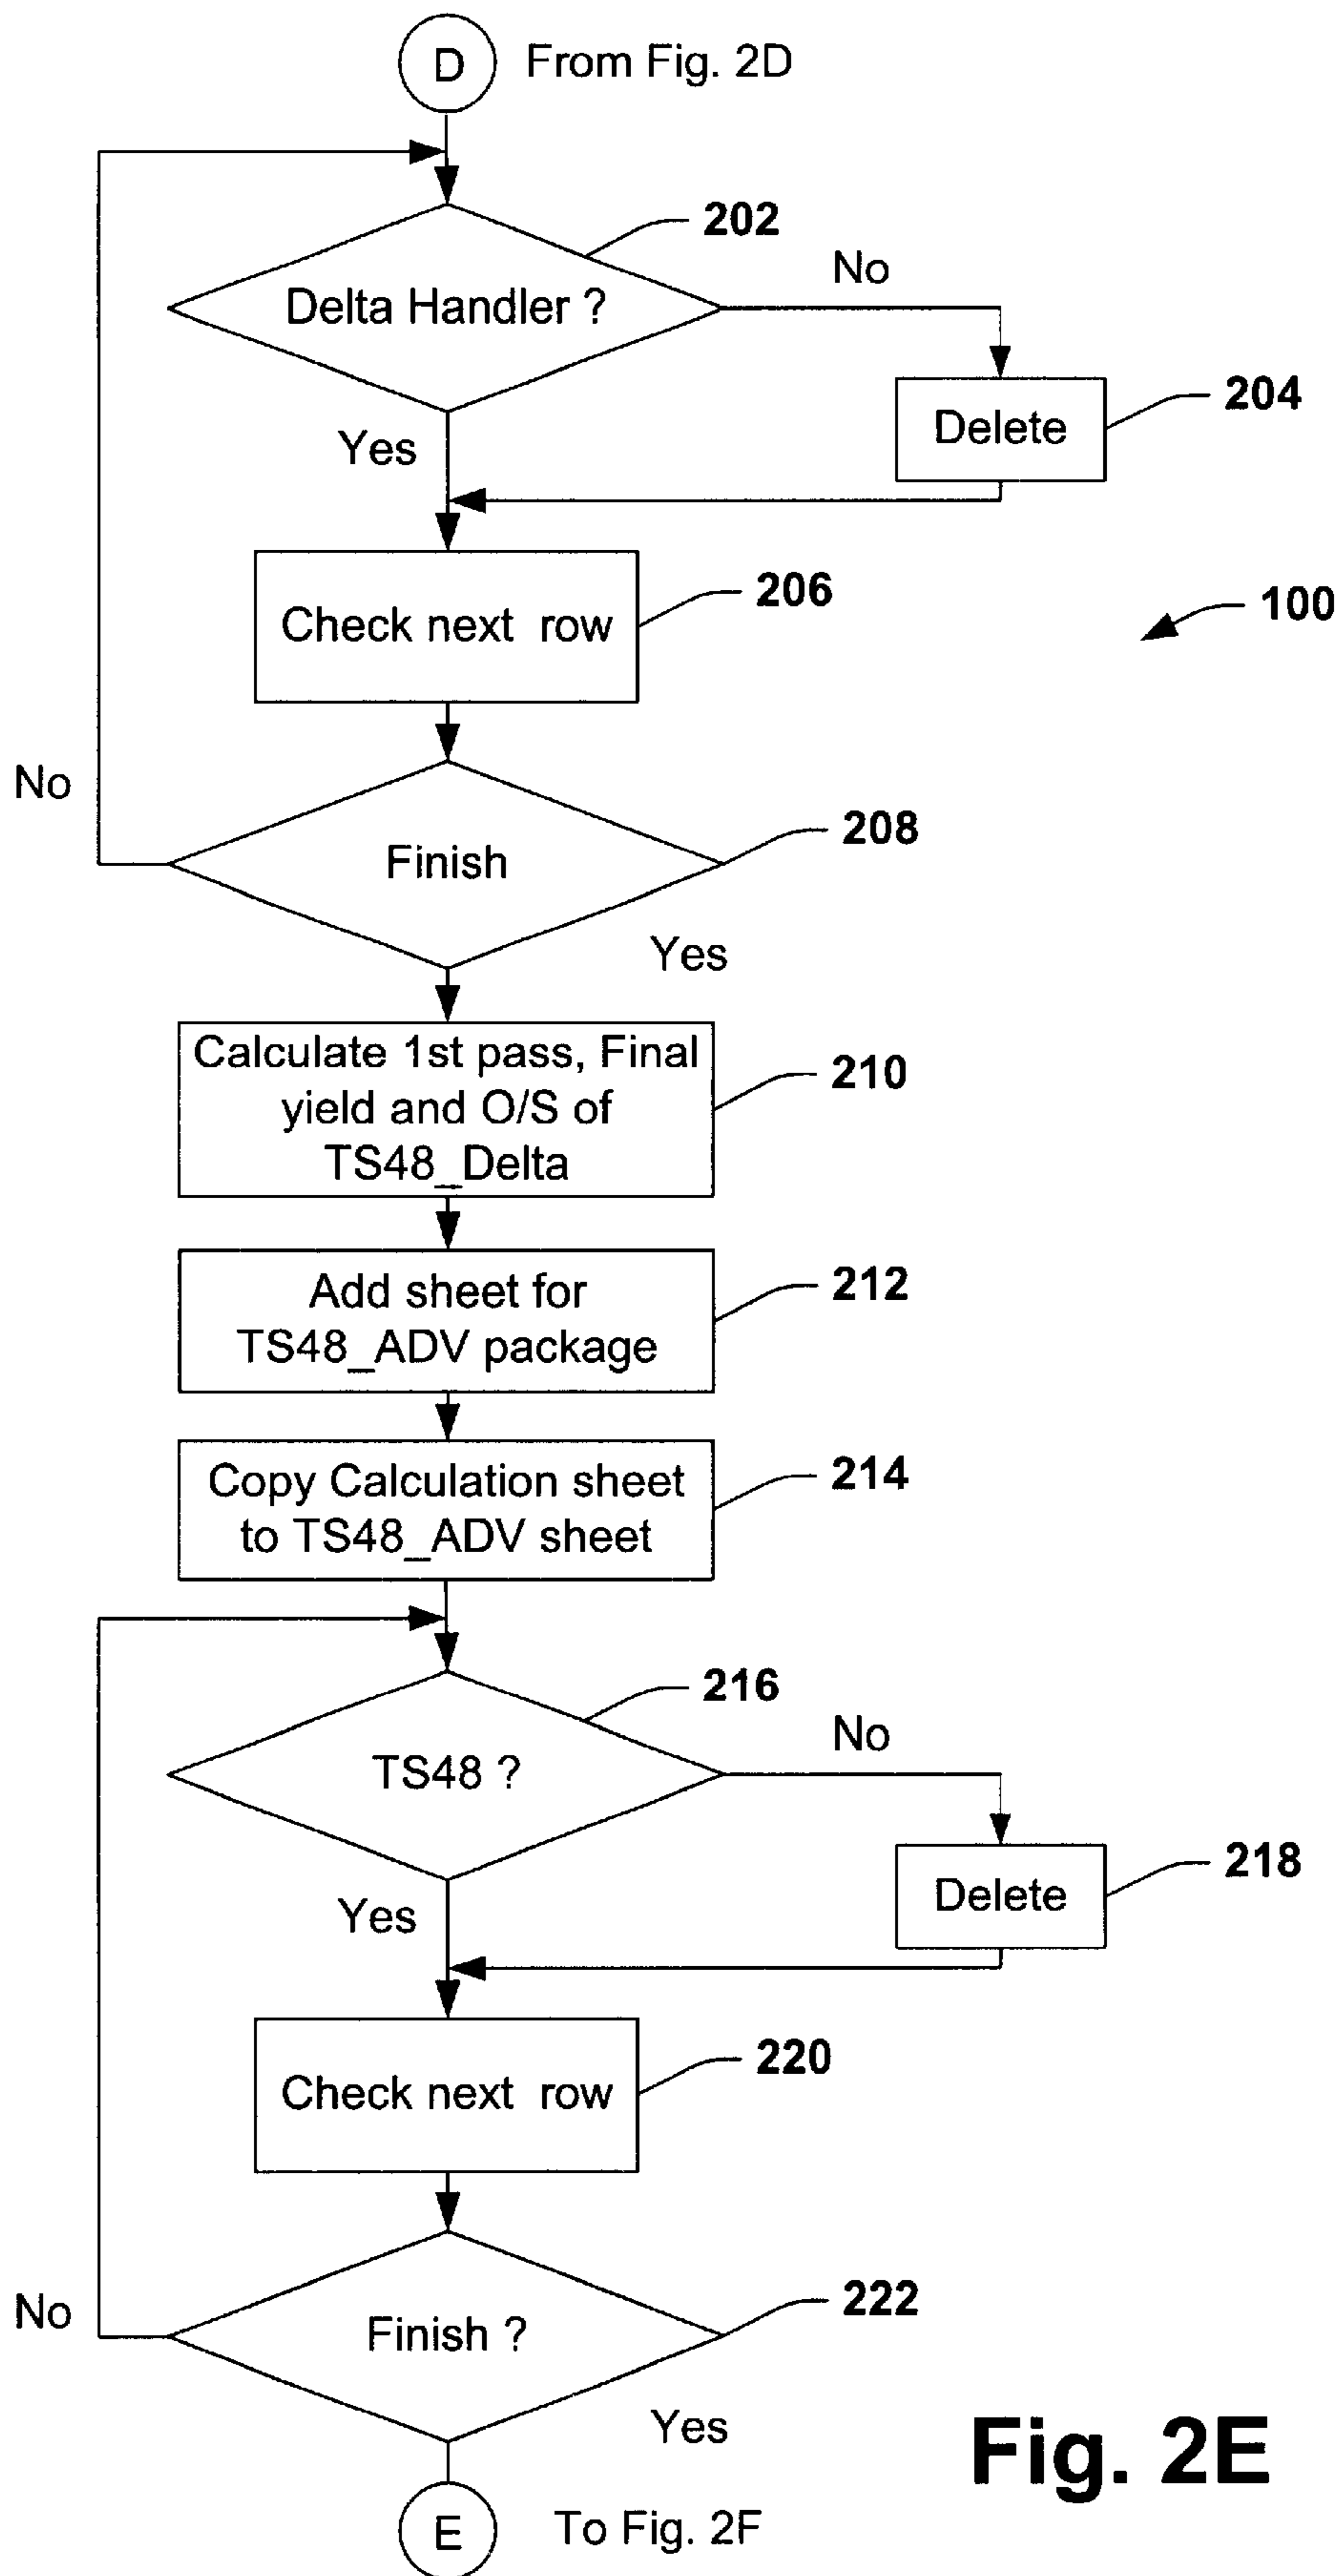 D From Fig. 2D
202
No
Delta Handler ?
204
Delete
Yes
206
Check next row
100
No
208
Finish
Yes
Calculate 1st pass, Final
yield and O/S of
TS48_Delta
210
Add sheet for
TS48_ADV package
212
Copy Calculation sheet
to TS48_ADV sheet
214
216
No
TS48 ?
218
Delete
Yes
220
Check next row
No
222
Finish ?
Yes
Fig. 2E
E To Fig. 2F